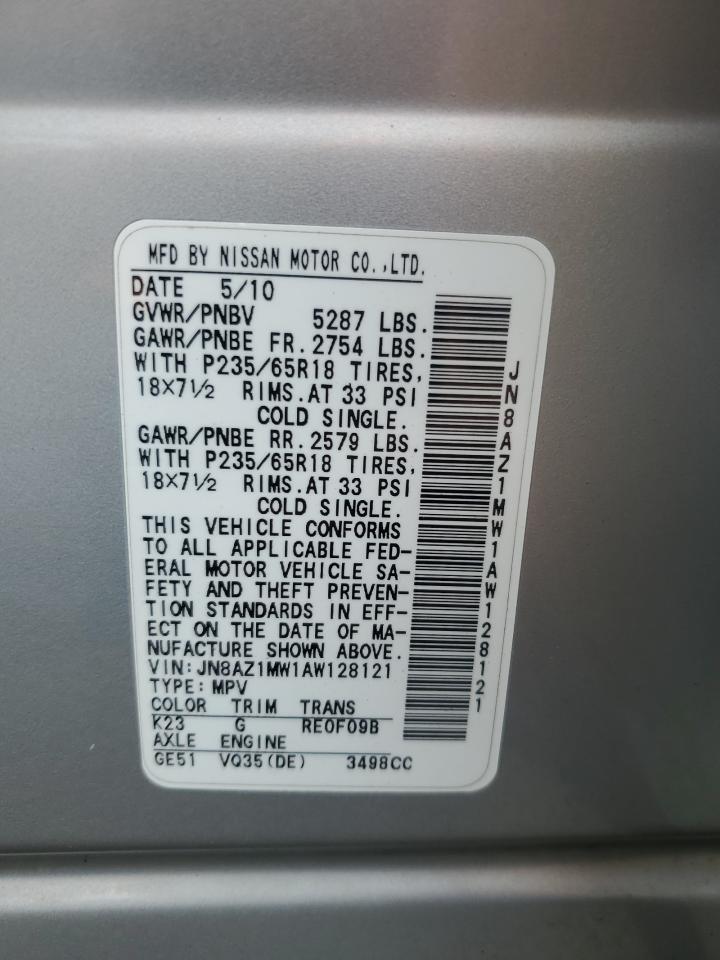 MFD BY NISSAN MOTOR CO.,LTD.
DATE 5/10
GVWR/PNBV 5287 LBS.
GAWR/PNBE FR.2754 LBS.
WITH P235/65R18 TIRES,
18×7½ RIMS.AT 33 PSI
COLD SINGLE.
GAWR/PNBE RR.2579 LBS.
WITH P235/65R18 TIRES,
18×7½ RIMS.AT 33 PSI
COLD SINGLE.
THIS VEHICLE CONFORMS
TO ALL APPLICABLE FED-
ERAL MOTOR VEHICLE SA-
FETY AND THEFT PREVEN-
TION STANDARDS IN EFF-
ECT ON THE DATE OF MA-
NUFACTURE SHOWN ABOVE.
VIN:JN8AZ1MW1AW128121
TYPE:MPV
COLOR TRIM TRANS
K23 G RE0F09B
AXLE ENGINE
GE51 VQ35(DE) 3498CC
JN8AZ1MW1AW128121